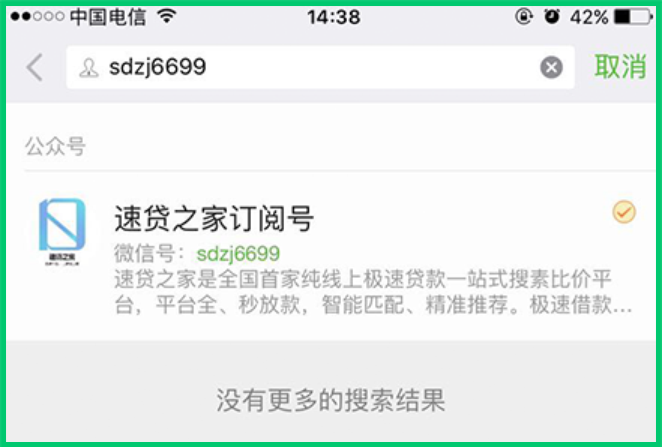 中国电信 14:38 42%
sdzj6699 取消
公众号
速贷之家订阅号
微信号: sdzj6699
速贷之家是全国首家纯线上极速贷款一站式搜素比价平
台，平台全、秒放款，智能匹配、精准推荐。极速借款...
速贷之家
没有更多的搜索结果